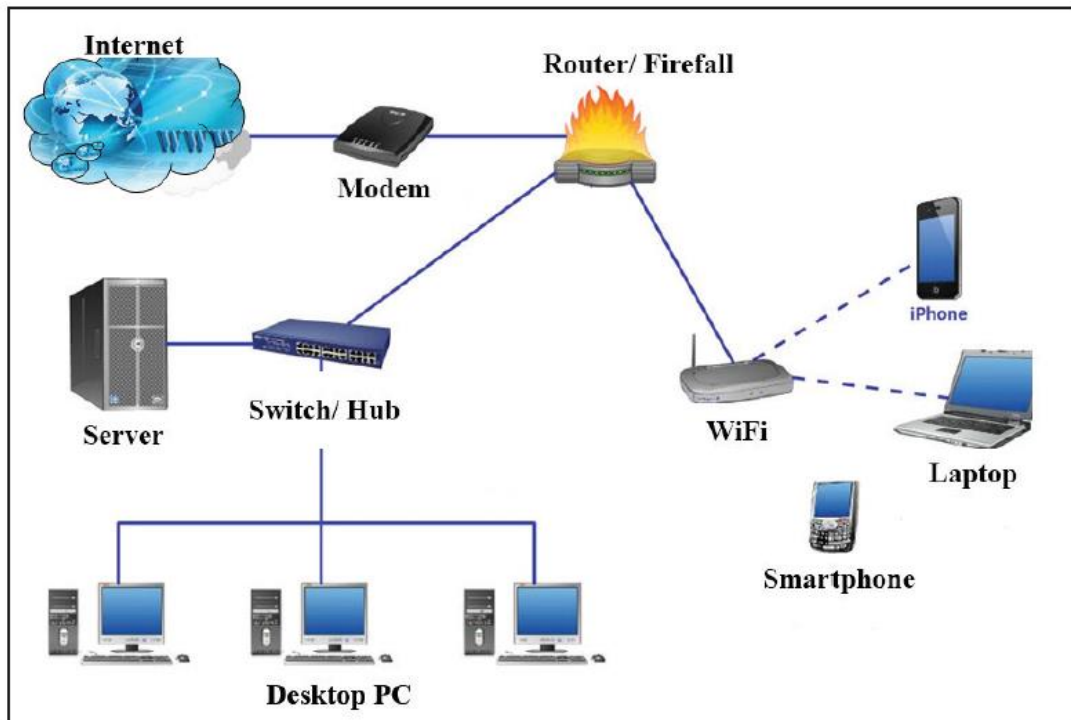 Internet
Router/ Firefall
Modem
iPhone
Server
Switch/ Hub
WiFi
Laptop
Smartphone
Desktop PC